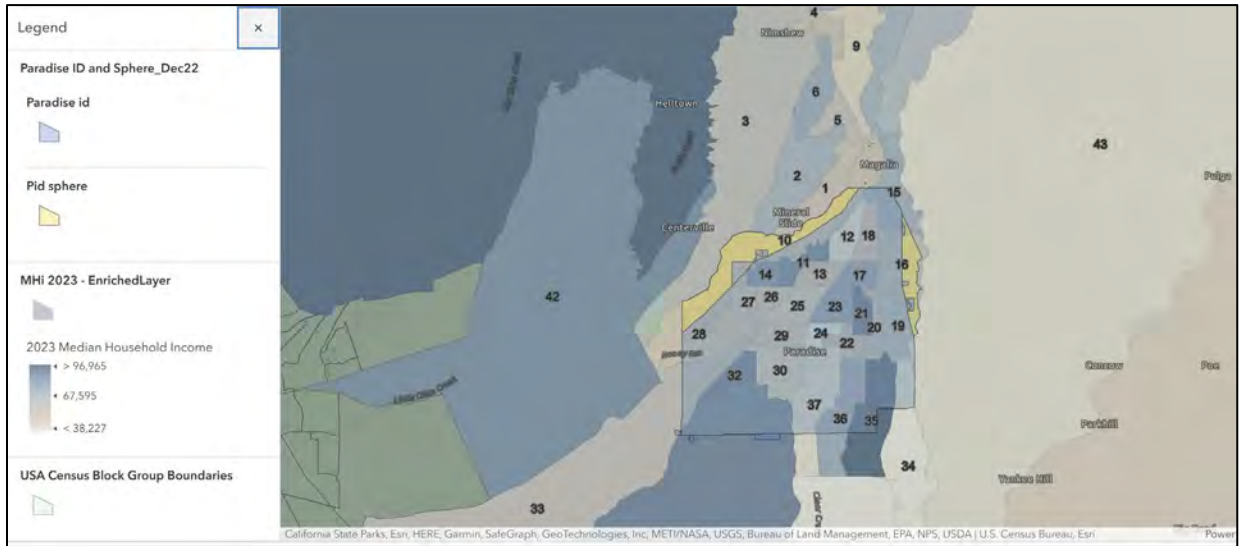 Legend
×
Paradise ID and Sphere_Dec22
Paradise id
Pid sphere
MHi 2023 - EnrichedLayer
2023 Median Household Income
> 96,965
67,595
< 38,227
USA Census Block Group Boundaries
4
Nimshew
9
6
Helltown
3
5
43
Magalia
2
Pulga
1
15
Mineral
Slide
Centerville
10
12
18
11
16
14
13
17
42
27
26
25
23
21
20
19
28
29
24
22
Paradise
32
30
Concow
Poe
Little Chico Creek
37
36
35
Parkhill
34
Yankee Hill
33
California State Parks, Esri, HERE, Garmin, SafeGraph, GeoTechnologies, Inc, METI/NASA, USGS, Bureau of Land Management, EPA, NPS, USDA | U.S. Census Bureau, Esri
Power